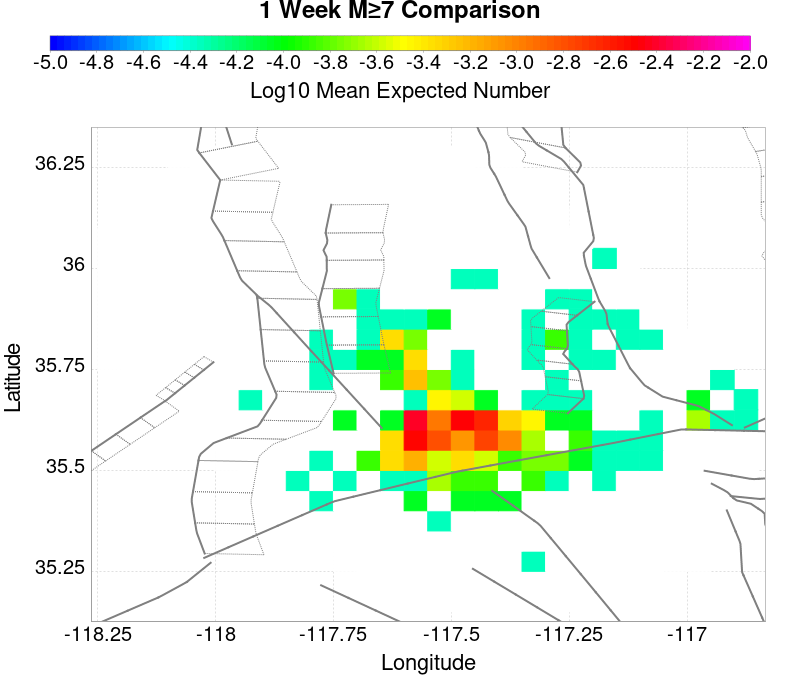 1 Week M≥7 Comparison
-5.0 -4.8 -4.6 -4.4 -4.2 -4.0 -3.8 -3.6 -3.4 -3.2 -3.0 -2.8 -2.6 -2.4 -2.2 -2.0
Log10 Mean Expected Number
36.25
36
35.75
35.5
35.25
Latitude
-118.25 -118 -117.75 -117.5 -117.25 -117
Longitude